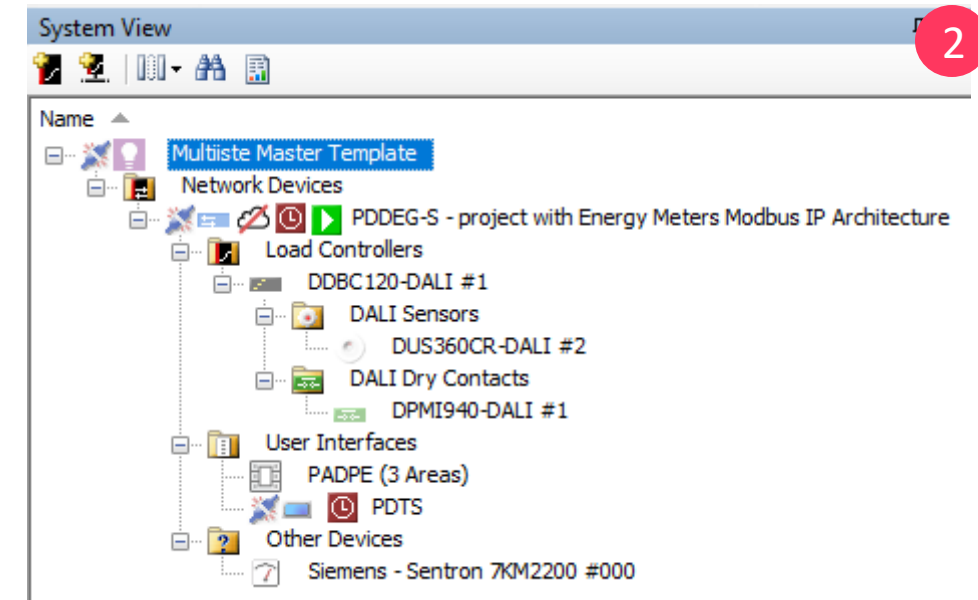 System View
2
Name
Multiiste Master Template
Network Devices
PDDEG-S - project with Energy Meters Modbus IP Architecture
Load Controllers
DDBC120-DALI #1
DALI Sensors
DUS360CR-DALI #2
DALI Dry Contacts
DPMI940-DALI #1
User Interfaces
PADPE (3 Areas)
PDTS
Other Devices
Siemens - Sentron 7KM2200 #000